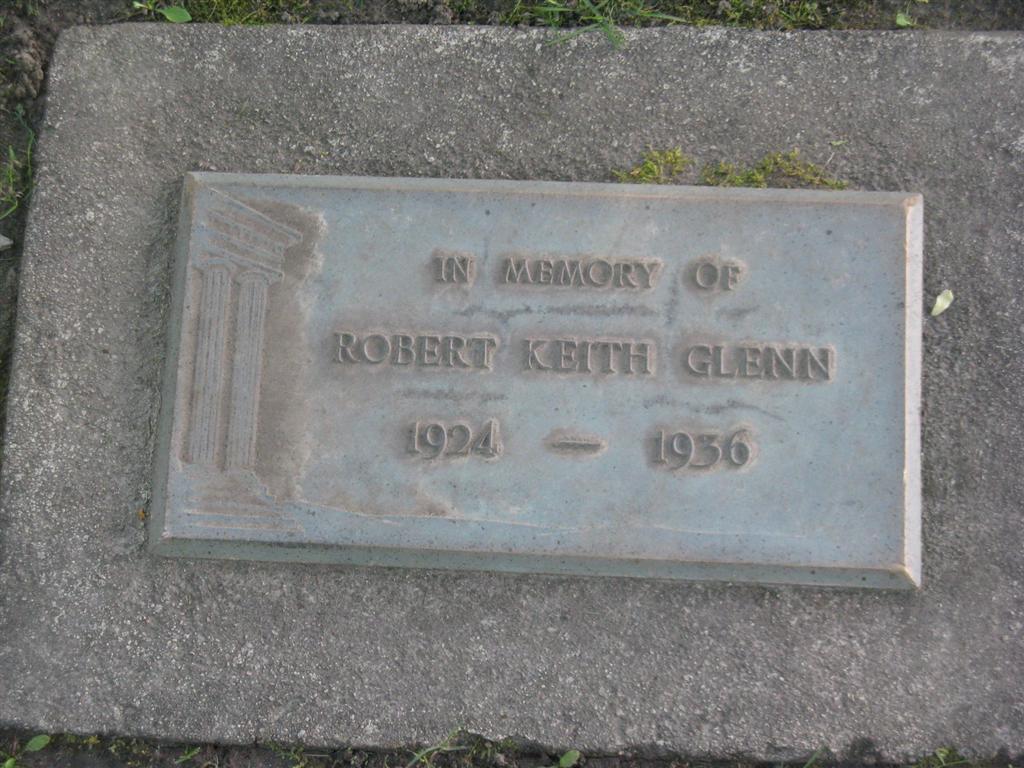 IN MEMORY OF
ROBERT KEITH GLENN
1924 — 1936